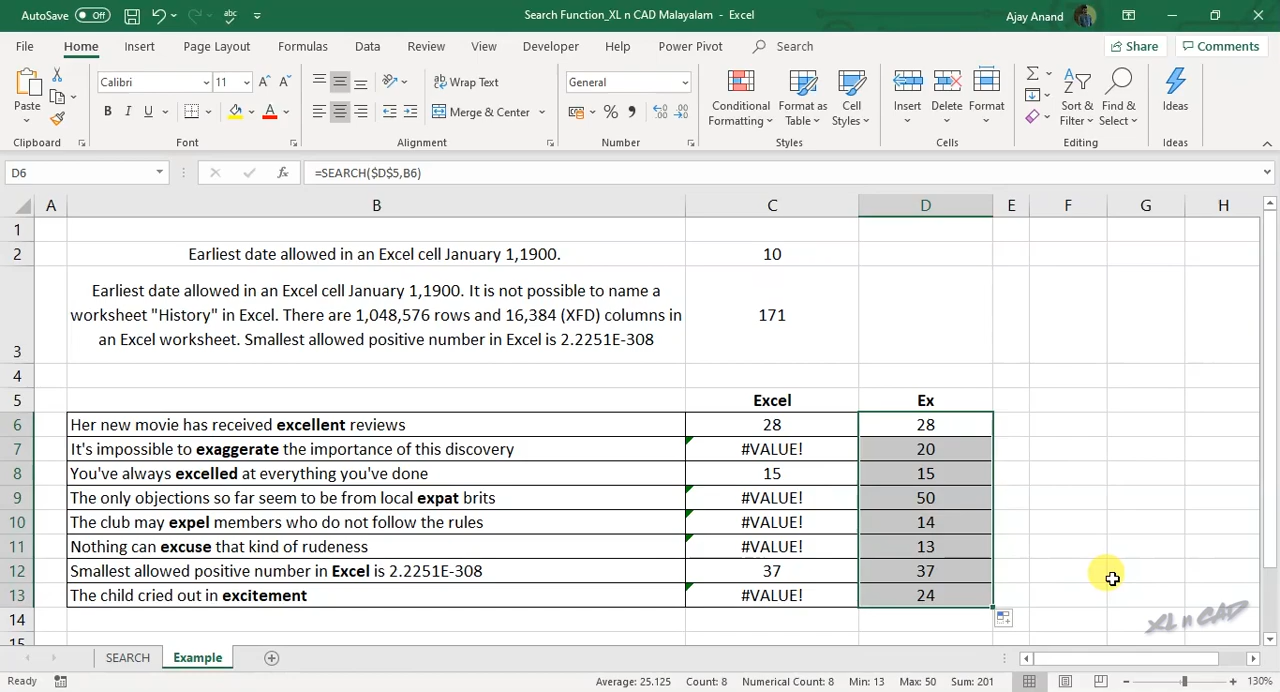 AutoSave Off Search Function_XL n CAD Malayalam - Excel Ajay Anand
File Home Insert Page Layout Formulas Data Review View Developer Help Power Pivot Search Share Comments
Paste Calibri 11 Wrap Text General Conditional Formatting Format as Table Cell Styles Insert Delete Format Sort & Filter Find & Select Ideas
B I U Merge & Center
Clipboard Font Alignment Number Styles Cells Editing Ideas
D6 fx =SEARCH($D$5,B6)
A B C D E F G H
1
2 Earliest date allowed in an Excel cell January 1,1900. 10
Earliest date allowed in an Excel cell January 1,1900. It is not possible to name a
worksheet "History" in Excel. There are 1,048,576 rows and 16,384 (XFD) columns in 171
3 an Excel worksheet. Smallest allowed positive number in Excel is 2.2251E-308
4
5 Excel Ex
6 Her new movie has received excellent reviews 28 28
7 It's impossible to exaggerate the importance of this discovery #VALUE! 20
8 You've always excelled at everything you've done 15 15
9 The only objections so far seem to be from local expat brits #VALUE! 50
10 The club may expel members who do not follow the rules #VALUE! 14
11 Nothing can excuse that kind of rudeness #VALUE! 13
12 Smallest allowed positive number in Excel is 2.2251E-308 37 37
13 The child cried out in excitement #VALUE! 24
14 XL n CAD
15
SEARCH Example
Ready Average: 25.125 Count: 8 Numerical Count: 8 Min: 13 Max: 50 Sum: 201 130%